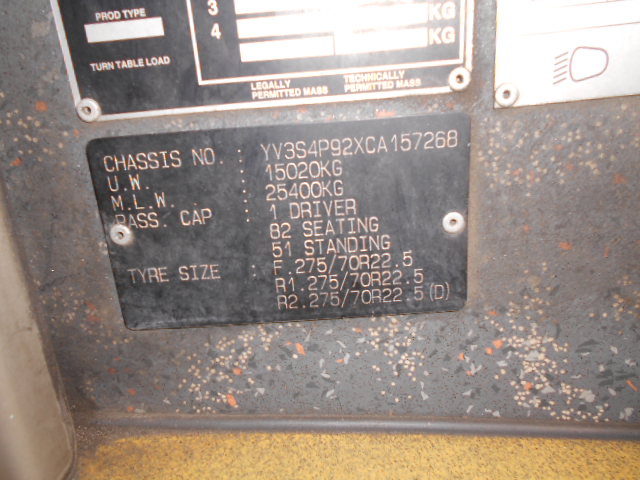 3 KG
PROD TYPE
4 KG
TURN TABLE LOAD
LEGALLY PERMITTED MASS
TECHNICALLY PERMITTED MASS
CHASSIS NO. : YV3S4P92XCA157268
U.W. : 15020KG
M.L.W. : 25400KG
PASS. CAP : 1 DRIVER
82 SEATING
51 STANDING
TYRE SIZE : F.275/70R22.5
R1.275/70R22.5
R2.275/70R22.5(D)